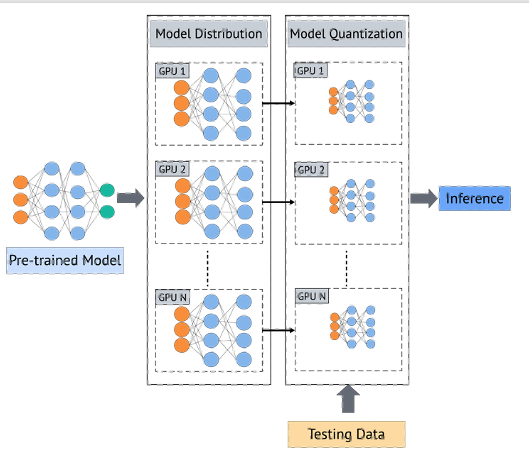 Model Distribution
Model Quantization
GPU 1
GPU 1
GPU 2
GPU 2
Pre-trained Model
Inference
GPU N
GPU N
Testing Data